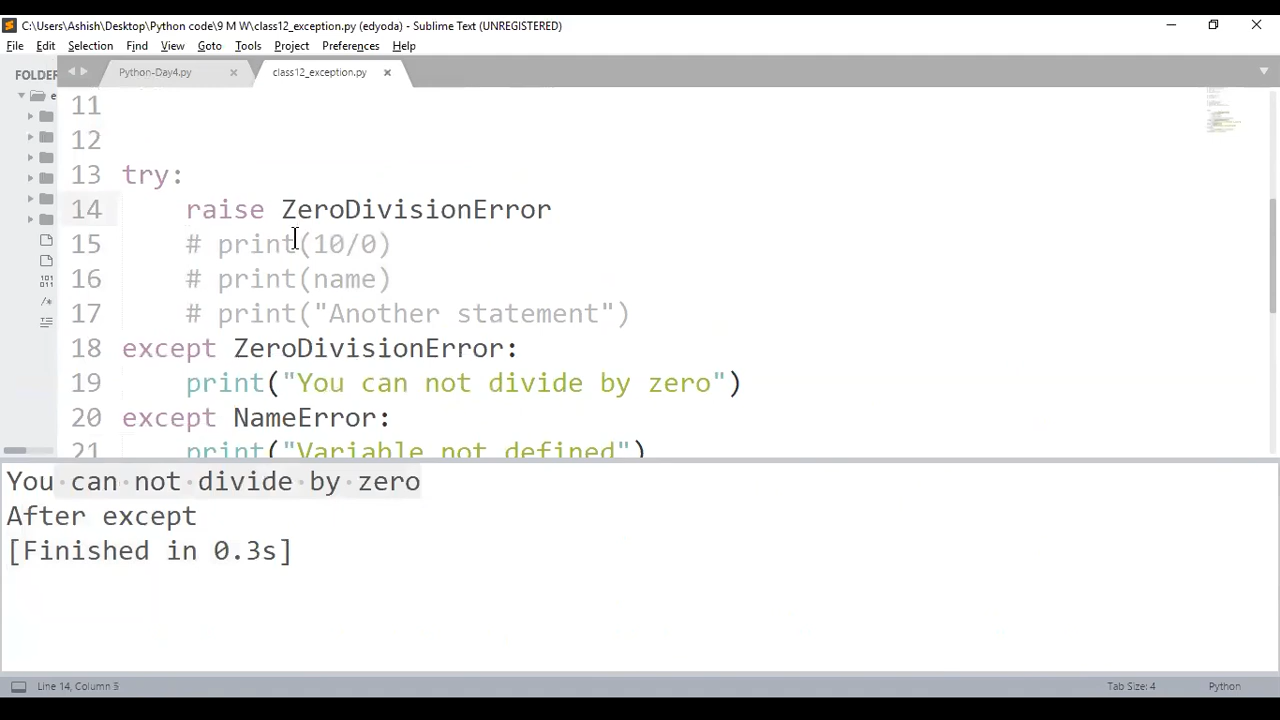 C:\Users\Ashish\Desktop\Python code\9 M W\class12_exception.py (edyoda) - Sublime Text (UNREGISTERED)
File Edit Selection Find View Goto Tools Project Preferences Help
FOLDER
Python-Day4.py
class12_exception.py
e
11
12
13 try:
14 raise ZeroDivisionError
15 # print(10/0)
16 # print(name)
17 # print("Another statement")
18 except ZeroDivisionError:
19 print("You can not divide by zero")
20 except NameError:
21 print("Variable not defined")
You can not divide by zero
After except
[Finished in 0.3s]
Line 14, Column 5
Tab Size: 4
Python